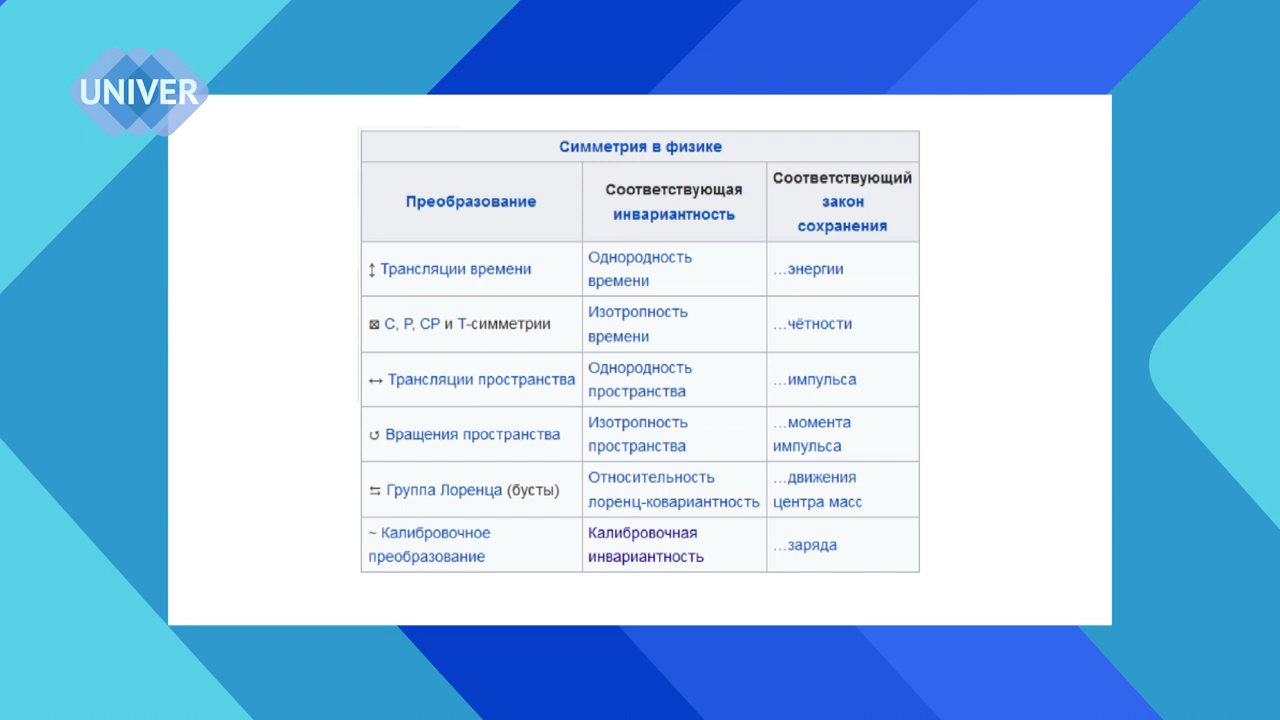 UNIVER
Симметрия в физике
Преобразование
Соответствующая
инвариантность
Соответствующий
закон
сохранения
↕ Трансляции времени
Однородность
времени
…энергии
⊠ C, P, CP и T-симметрии
Изотропность
времени
…чётности
↔ Трансляции пространства
Однородность
пространства
…импульса
↺ Вращения пространства
Изотропность
пространства
…момента
импульса
⇆ Группа Лоренца (бусты)
Относительность
лоренц-ковариантность
…движения
центра масс
~ Калибровочное
преобразование
Калибровочная
инвариантность
…заряда